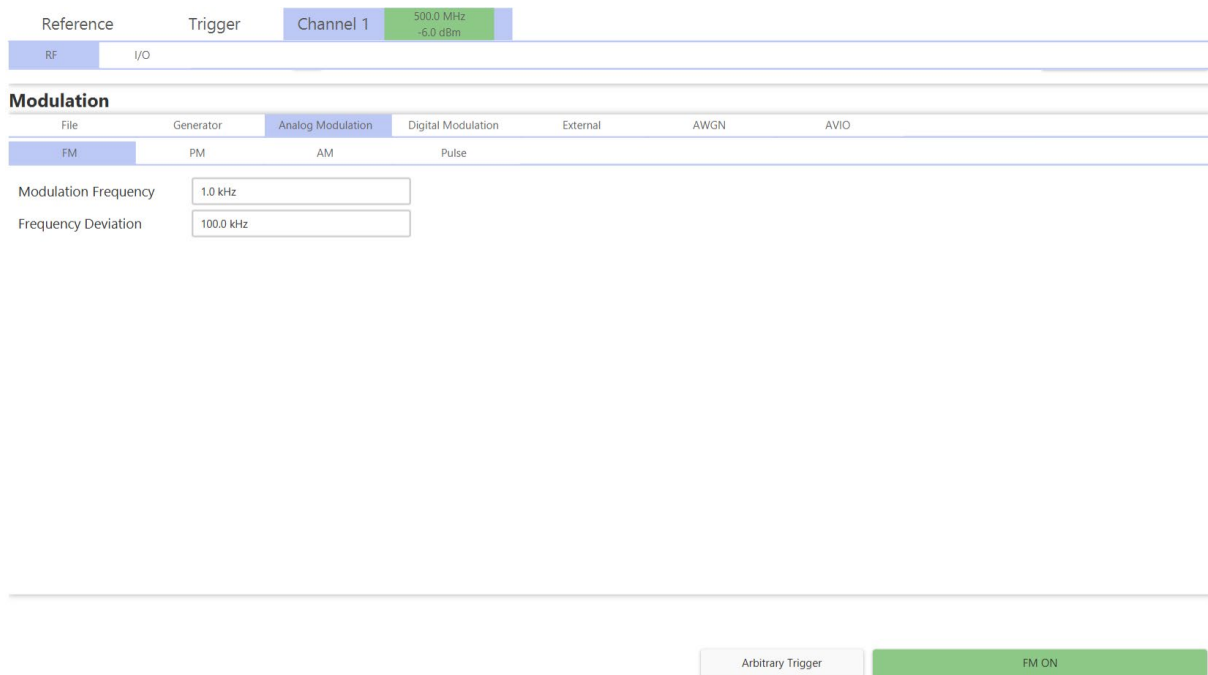 Reference Trigger Channel 1 500.0 MHz
-6.0 dBm
RF I/O
Modulation
File Generator Analog Modulation Digital Modulation External AWGN AVIO
FM PM AM Pulse
Modulation Frequency 1.0 kHz
Frequency Deviation 100.0 kHz
Arbitrary Trigger FM ON